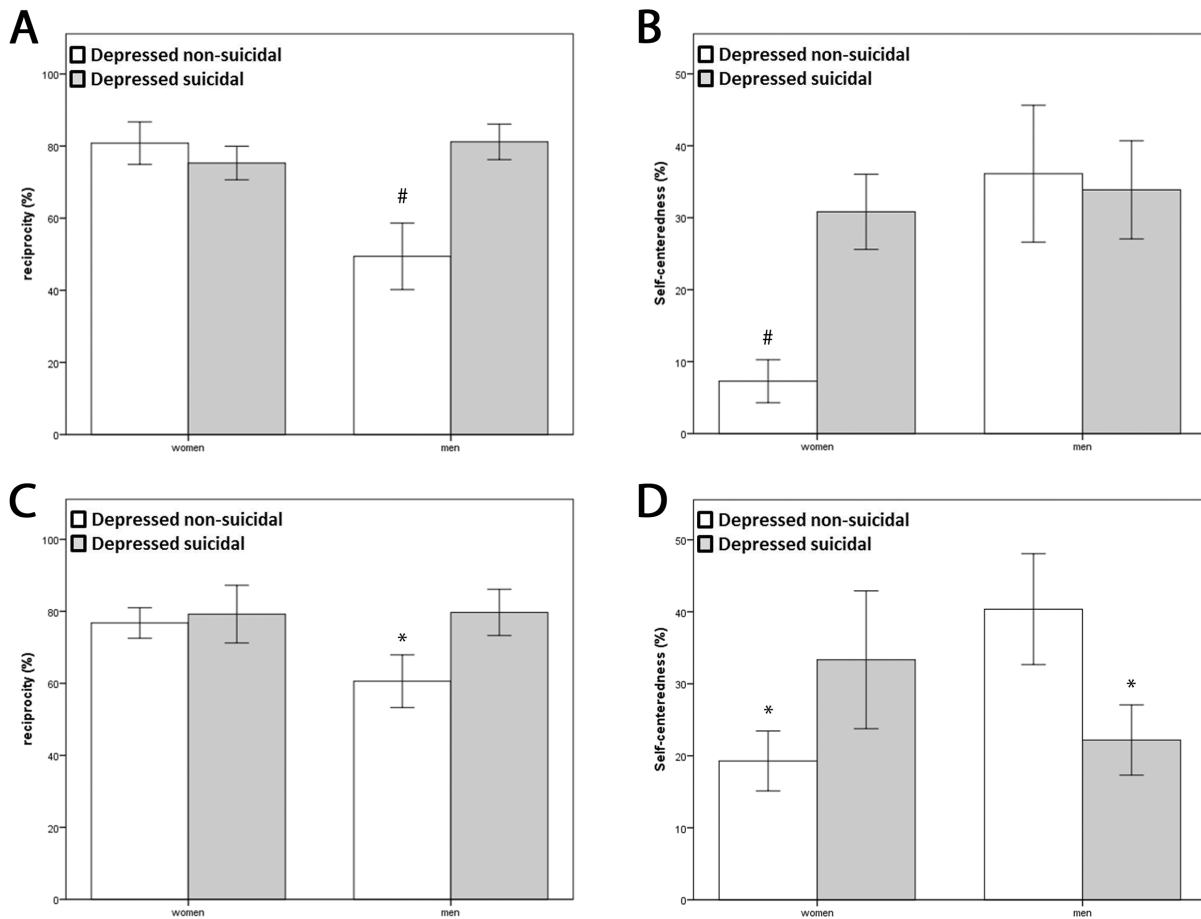 A
Depressed non-suicidal
Depressed suicidal
100
80
60
40
20
0
reciprocity (%)
#
women
men
B
Depressed non-suicidal
Depressed suicidal
50
40
30
20
10
0
Self-centeredness (%)
#
women
men
C
Depressed non-suicidal
Depressed suicidal
100
80
60
40
20
0
reciprocity (%)
*
women
men
D
Depressed non-suicidal
Depressed suicidal
50
40
30
20
10
0
Self-centeredness (%)
*
*
women
men